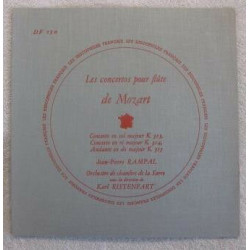 DF 150
Les concertos pour flûte
de Mozart
Concerto en sol majeur K 313
Concerto en ré majeur K 314
Andante en do majeur K 315
Jean-Pierre RAMPAL
Orchestre de chambre de la Sarre
sous la direction de
Karl RISTENPART